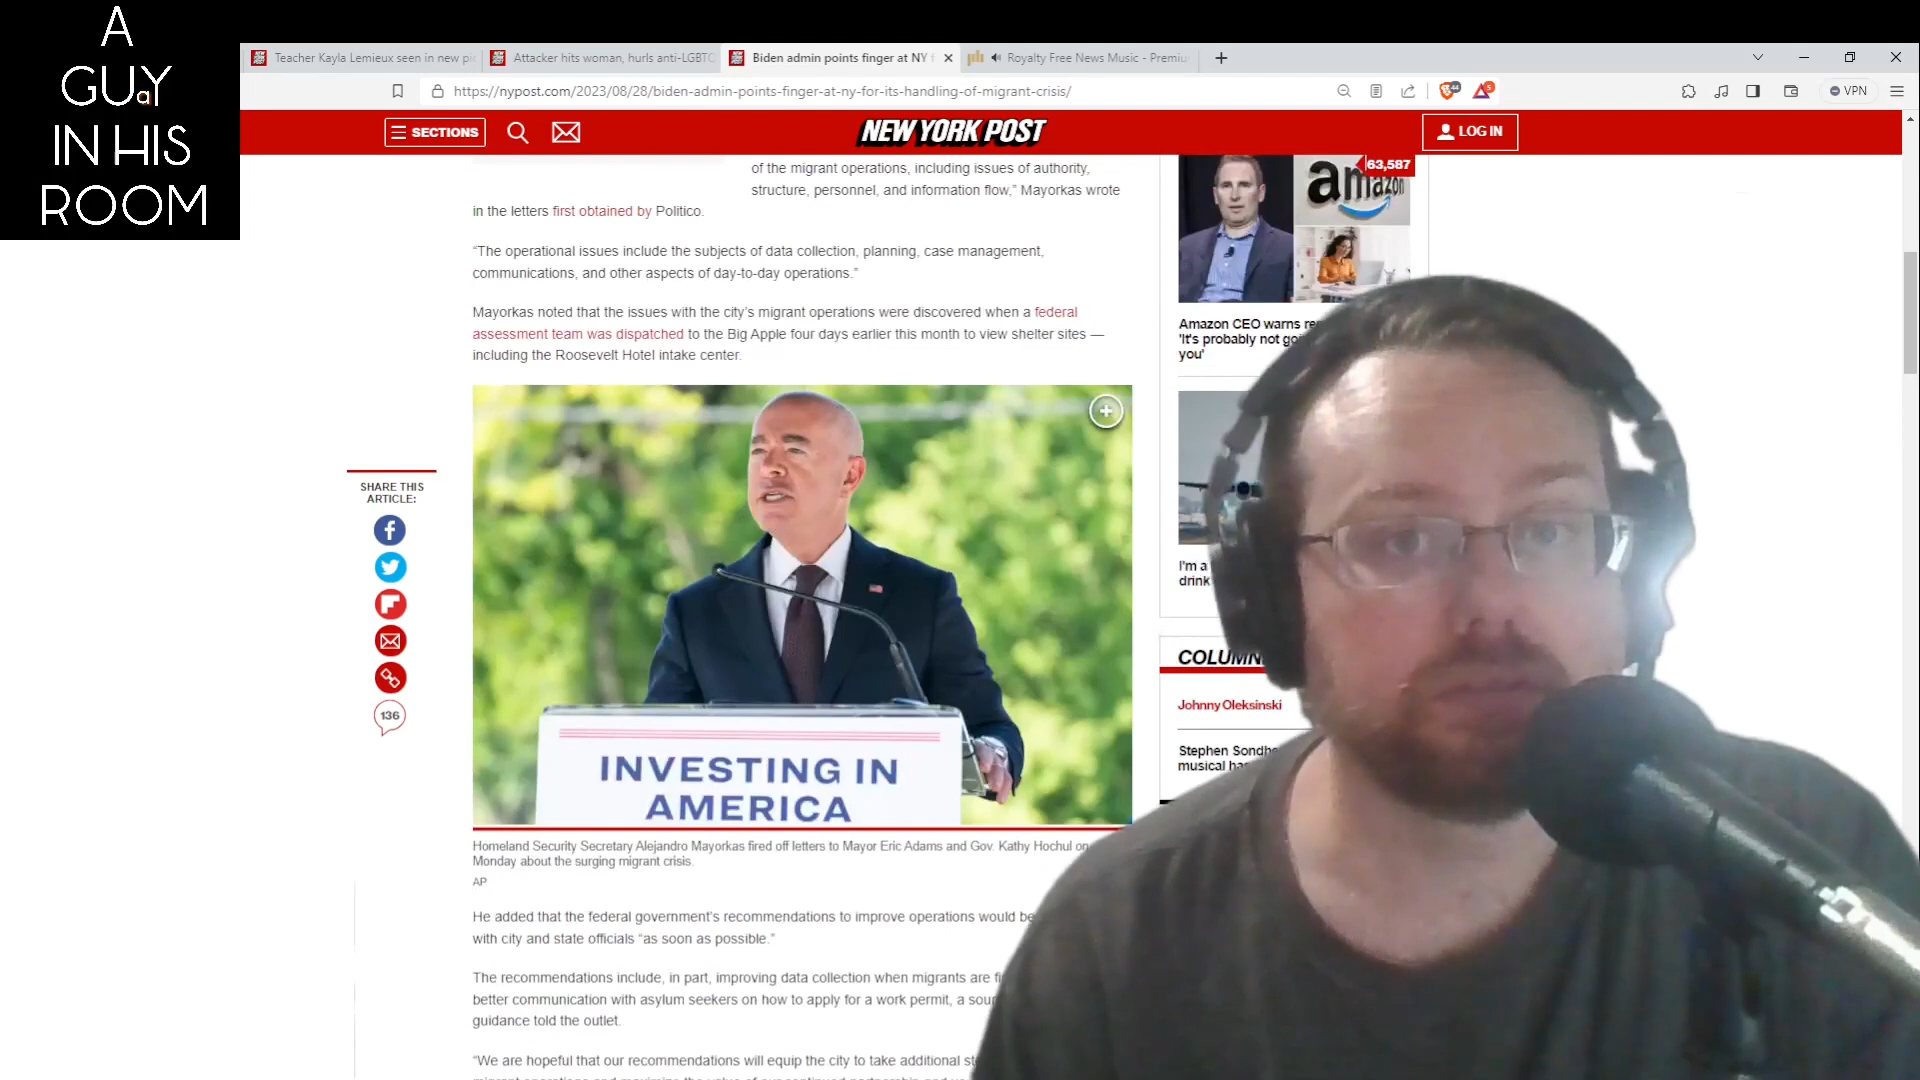 A
GUY
a
IN HIS
ROOM
Teacher Kayla Lemieux seen in new pi
Attacker hits woman, hurls anti-LGBTQ
Biden admin points finger at NY f
Royalty Free News Music - Premiu
https://nypost.com/2023/08/28/biden-admin-points-finger-at-ny-for-its-handling-of-migrant-crisis/
44
5
VPN
SECTIONS
NEW YORK POST
LOG IN
of the migrant operations, including issues of authority,
structure, personnel, and information flow,” Mayorkas wrote
in the letters first obtained by Politico.
“The operational issues include the subjects of data collection, planning, case management,
communications, and other aspects of day-to-day operations.”
Mayorkas noted that the issues with the city’s migrant operations were discovered when a federal
assessment team was dispatched to the Big Apple four days earlier this month to view shelter sites —
including the Roosevelt Hotel intake center.
SHARE THIS
ARTICLE:
136
INVESTING IN
AMERICA
Homeland Security Secretary Alejandro Mayorkas fired off letters to Mayor Eric Adams and Gov. Kathy Hochul on
Monday about the surging migrant crisis.
AP
He added that the federal government’s recommendations to improve operations would be
with city and state officials “as soon as possible.”
The recommendations include, in part, improving data collection when migrants are
better communication with asylum seekers on how to apply for a work permit, a
guidance told the outlet.
“We are hopeful that our recommendations will equip the city to take additional
63,587
amazon
Amazon CEO warns
'It's probably not
you'
I'm a
drink
COLUMN
Johnny Oleksinski
Stephen
musical